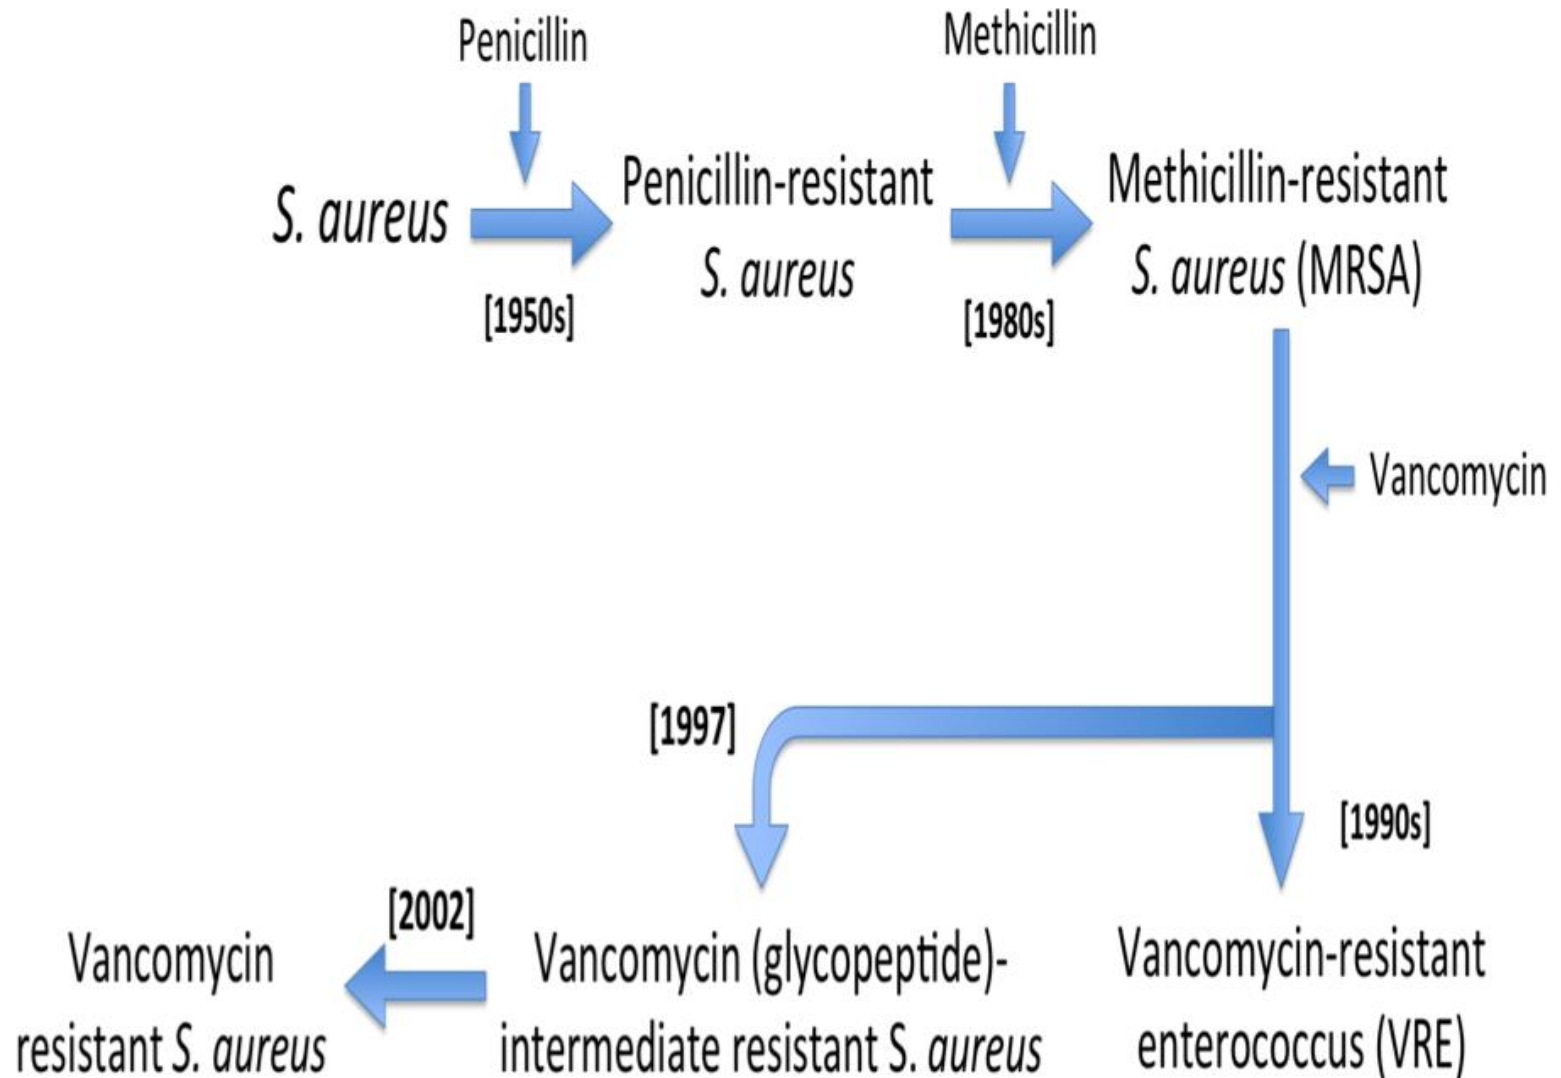 Penicillin
Methicillin
S. aureus
Penicillin-resistant
S. aureus
Methicillin-resistant
S. aureus (MRSA)
[1950s]
[1980s]
Vancomycin
[1997]
[1990s]
[2002]
Vancomycin
resistant S. aureus
Vancomycin (glycopeptide)-
intermediate resistant S. aureus
Vancomycin-resistant
enterococcus (VRE)